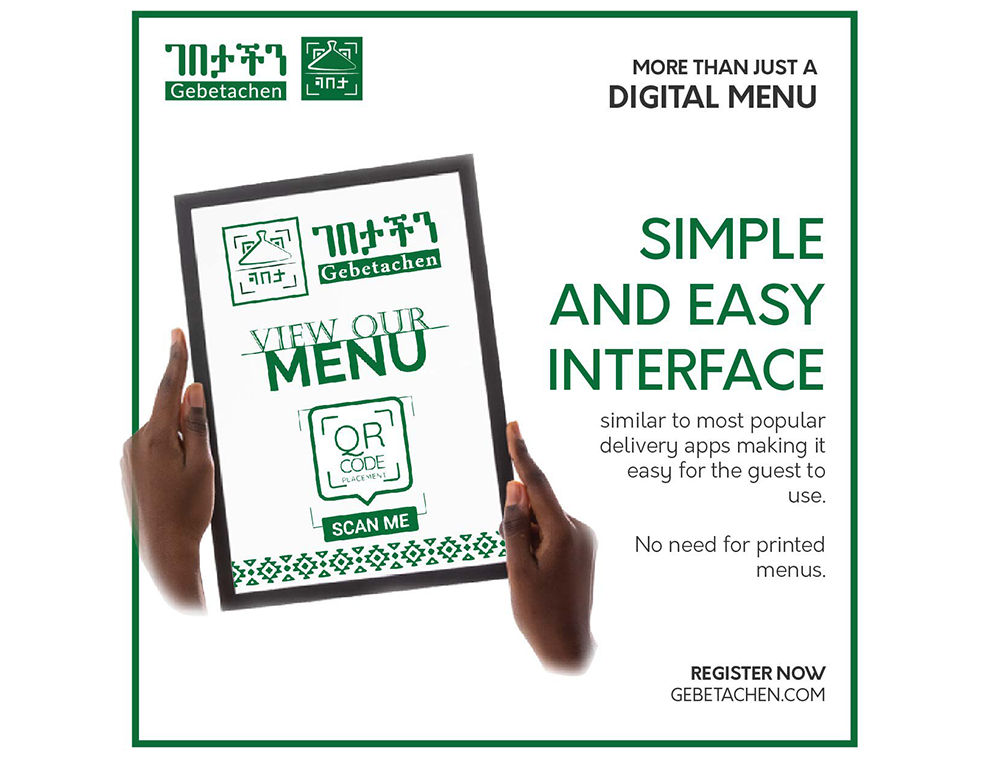 ገበታችን
Gebetachen
ገበታ
MORE THAN JUST A
DIGITAL MENU
ገበታ
ገበታችን
Gebetachen
VIEW OUR
MENU
QR
CODE
PLACEMENT
SCAN ME
SIMPLE
AND EASY
INTERFACE
similar to most popular
delivery apps making it
easy for the guest to
use.
No need for printed
menus.
REGISTER NOW
GEBETACHEN.COM